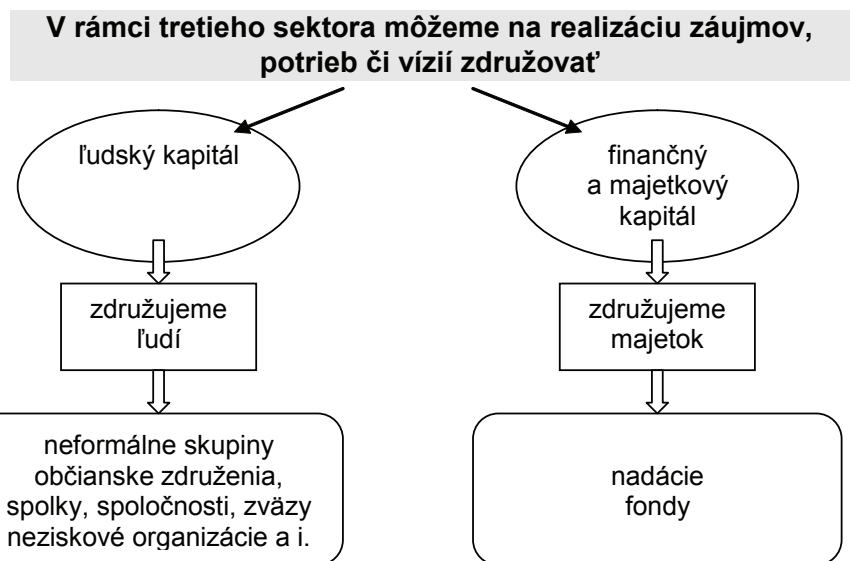 V rámci tretieho sektora môžeme na realizáciu záujmov,
potrieb či vízií združovať
ľudský kapitál
finančný
a majetkový
kapitál
združujeme
ľudí
združujeme
majetok
neformálne skupiny
občianske združenia,
spolky, spoločnosti, zväzy
neziskové organizácie a i.
nadácie
fondy